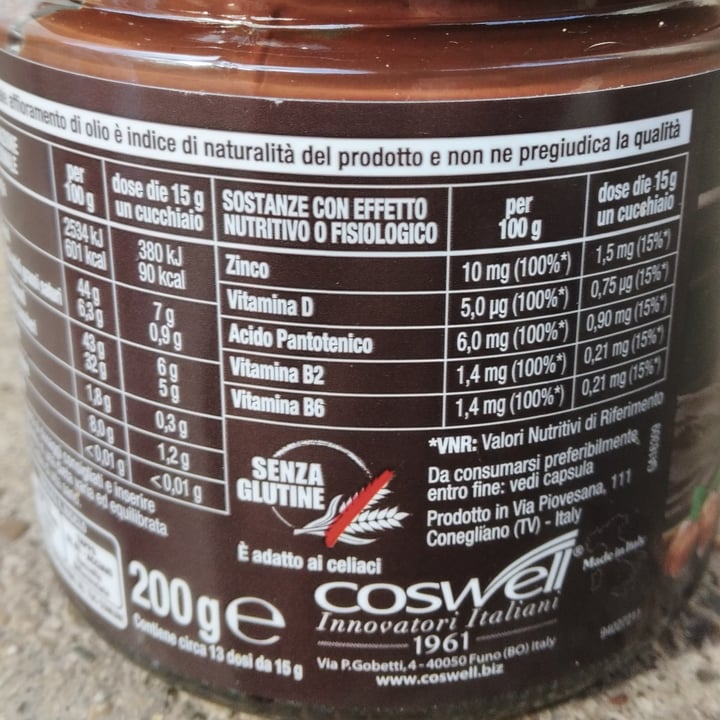 affioramento di olio è indice di naturalità del prodotto e non ne pregiudica la qualità
per
100 g
dose die 15 g
un cucchiaio
2534 kJ
601 kcal
380 kJ
90 kcal
44 g
7 g
6,3 g
0,9 g
43 g
6 g
32 g
5 g
1,8 g
0,3 g
8,0 g
1,2 g
<0,01 g
<0,01 g
SOSTANZE CON EFFETTO
NUTRITIVO O FISIOLOGICO
per
100 g
dose die 15g
un cucchiaio
Zinco 10 mg (100%*) 1,5 mg (15%*)
Vitamina D 5,0 µg (100%*) 0,75 µg (15%*)
Acido Pantotenico 6,0 mg (100%*) 0,90 mg (15%*)
Vitamina B2 1,4 mg (100%*) 0,21 mg (15%*)
Vitamina B6 1,4 mg (100%*) 0,21 mg (15%*)
consigliati e inserire
varia ed equilibrata
*VNR: Valori Nutritivi di Riferimento
Da consumarsi preferibilmente
entro fine: vedi capsula
Prodotto in Via Piovesana, 111
Conegliano (TV) - Italy
SENZA
GLUTINE
È adatto ai celiaci
200 g e
Contiene circa 13 dosi da 15 g
coswell®
Innovatori Italiani
1961
Via P.Gobetti, 4 - 40050 Funo (BO) Italy
www.coswell.biz
Made in Italy